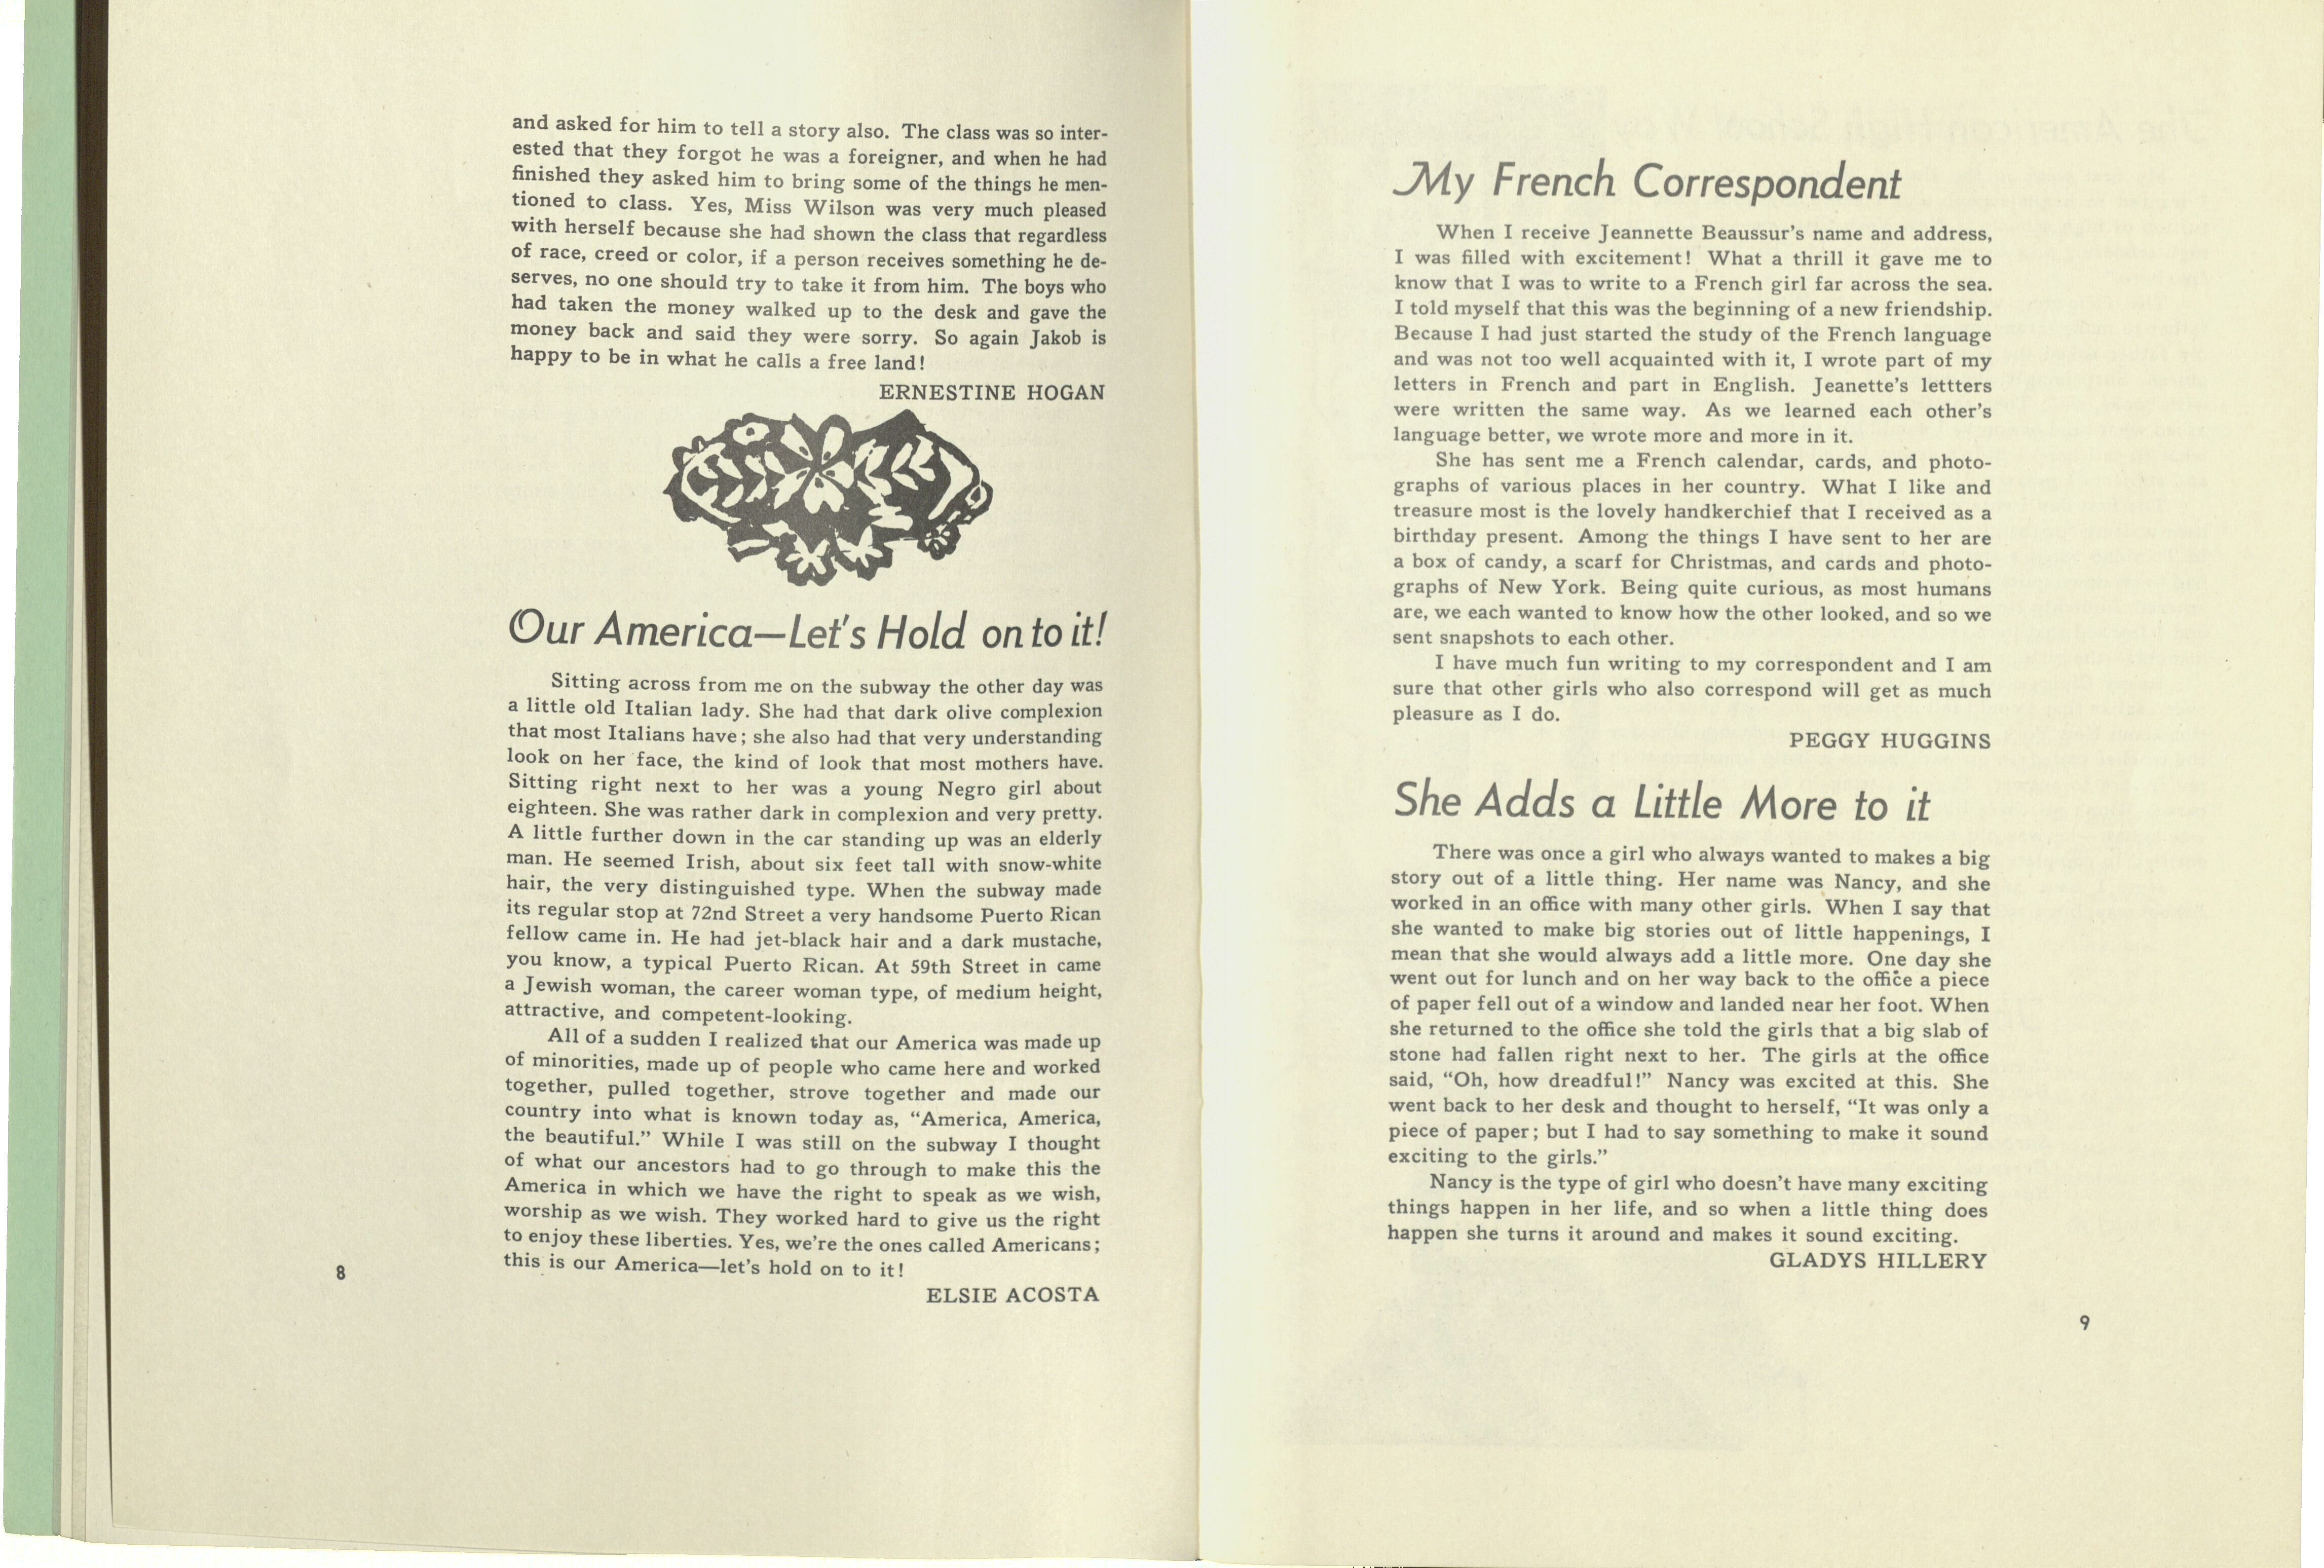 and asked for him to tell a story also. The class was so inter-
ested that they forgot he was a foreigner, and when he had
finished they asked him to bring some of the things he men-
tioned to class. Yes, Miss Wilson was very much pleased
with herself because she had shown the class that regardless
of race, creed or color, if a person receives something he de-
serves, no one should try to take it from him. The boys who
had taken the money walked up to the desk and gave the
money back and said they were sorry. So again Jakob is
happy to be in what he calls a free land!
ERNESTINE HOGAN
Our America—Let's Hold on to it!
Sitting across from me on the subway the other day was
a little old Italian lady. She had that dark olive complexion
that most Italians have; she also had that very understanding
look on her face, the kind of look that most mothers have.
Sitting right next to her was a young Negro girl about
eighteen. She was rather dark in complexion and very pretty.
A little further down in the car standing up was an elderly
man. He seemed Irish, about six feet tall with snow-white
hair, the very distinguished type. When the subway made
its regular stop at 72nd Street a very handsome Puerto Rican
fellow came in. He had jet-black hair and a dark mustache,
you know, a typical Puerto Rican. At 59th Street in came
a Jewish woman, the career woman type, of medium height,
attractive, and competent-looking.
All of a sudden I realized that our America was made up
of minorities, made up of people who came here and worked
together, pulled together, strove together and made our
country into what is known today as, “America, America,
the beautiful.” While I was still on the subway I thought
of what our ancestors had to go through to make this the
America in which we have the right to speak as we wish,
worship as we wish. They worked hard to give us the right
to enjoy these liberties. Yes, we're the ones called Americans;
this is our America—let's hold on to it!
ELSIE ACOSTA
8
My French Correspondent
When I receive Jeannette Beaussur's name and address,
I was filled with excitement! What a thrill it gave me to
know that I was to write to a French girl far across the sea.
I told myself that this was the beginning of a new friendship.
Because I had just started the study of the French language
and was not too well acquainted with it, I wrote part of my
letters in French and part in English. Jeanette's lettters
were written the same way. As we learned each other's
language better, we wrote more and more in it.
She has sent me a French calendar, cards, and photo-
graphs of various places in her country. What I like and
treasure most is the lovely handkerchief that I received as a
birthday present. Among the things I have sent to her are
a box of candy, a scarf for Christmas, and cards and photo-
graphs of New York. Being quite curious, as most humans
are, we each wanted to know how the other looked, and so we
sent snapshots to each other.
I have much fun writing to my correspondent and I am
sure that other girls who also correspond will get as much
pleasure as I do.
PEGGY HUGGINS
She Adds a Little More to it
There was once a girl who always wanted to makes a big
story out of a little thing. Her name was Nancy, and she
worked in an office with many other girls. When I say that
she wanted to make big stories out of little happenings, I
mean that she would always add a little more. One day she
went out for lunch and on her way back to the office a piece
of paper fell out of a window and landed near her foot. When
she returned to the office she told the girls that a big slab of
stone had fallen right next to her. The girls at the office
said, “Oh, how dreadful!” Nancy was excited at this. She
went back to her desk and thought to herself, “It was only a
piece of paper; but I had to say something to make it sound
exciting to the girls.”
Nancy is the type of girl who doesn't have many exciting
things happen in her life, and so when a little thing does
happen she turns it around and makes it sound exciting.
GLADYS HILLERY
9